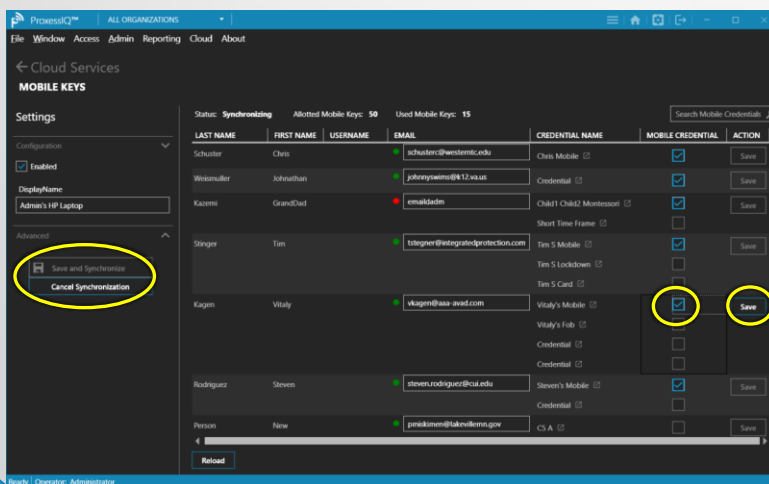 ProxessIQ™ ALL ORGANIZATIONS
File Window Access Admin Reporting Cloud About
Cloud Services
MOBILE KEYS
Settings
Configuration
Enabled
DisplayName
Admin's HP Laptop
Advanced
Save and Synchronize
Cancel Synchronization
Status: Synchronizing Allotted Mobile Keys: 50 Used Mobile Keys: 15 Search Mobile Credentials
LAST NAME FIRST NAME USERNAME EMAIL CREDENTIAL NAME MOBILE CREDENTIAL ACTION
Schuster Chris schusterc@westerntc.edu Chris Mobile Save
Weismuller Johnathan johnnyswims@k12.va.us Credential Save
Kazemi GrandDad emaildadm Child1 Child2 Montessori Save
Short Time Frame
Stinger Tim tstegner@integratedprotection.com Tim S Mobile Save
Tim S Lockdown
Tim S Card
Kagen Vitaly vkagen@aaa-avad.com Vitaly's Mobile Save
Vitaly's Fob
Credential
Credential
Rodriguez Steven steven.rodriguez@cui.edu Steven's Mobile Save
Credential
Person New pmiskimen@lakevillemn.gov CS A Save
Reload
Ready Operator: Administrator